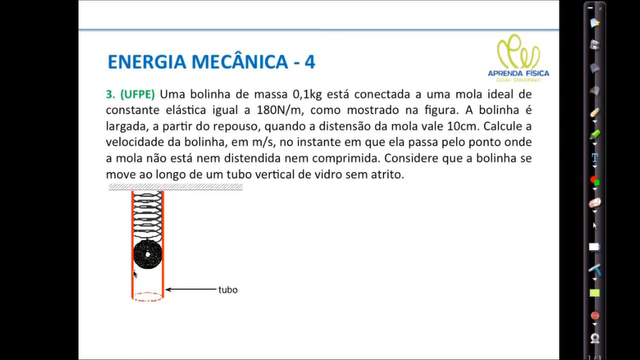 ENERGIA MECÂNICA - 4
APRENDA FÍSICA
3. (UFPE) Uma bolinha de massa 0,1kg está conectada a uma mola ideal de
constante elástica igual a 180N/m, como mostrado na figura. A bolinha é
largada, a partir do repouso, quando a distensão da mola vale 10cm. Calcule a
velocidade da bolinha, em m/s, no instante em que ela passa pelo ponto onde
a mola não está nem distendida nem comprimida. Considere que a bolinha se
move ao longo de um tubo vertical de vidro sem atrito.
tubo